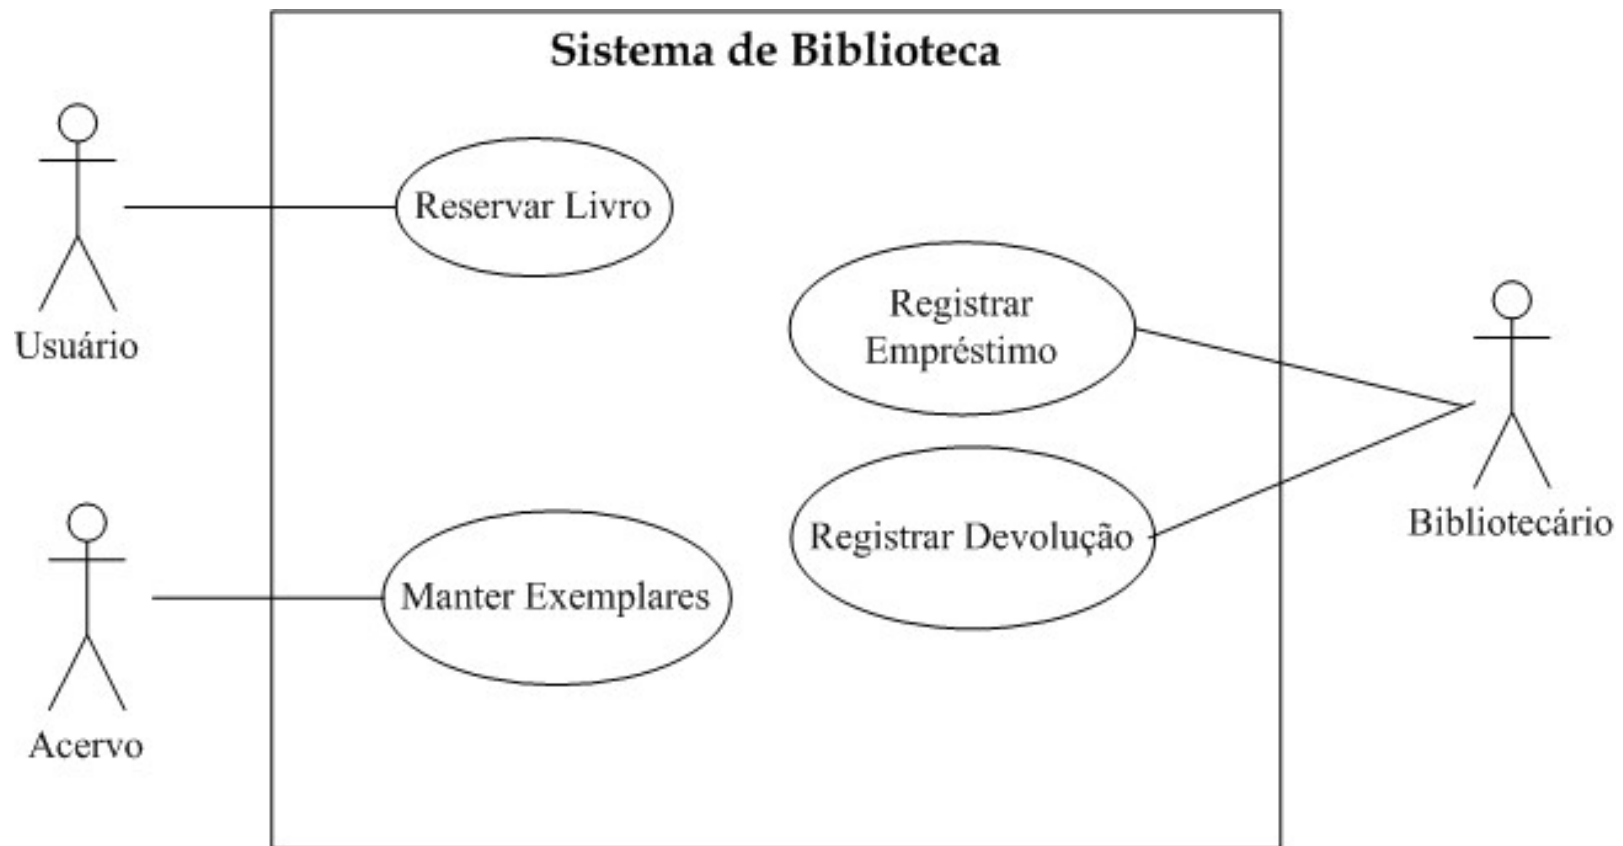 Sistema de Biblioteca
Reservar Livro
Usuário
Registrar
Empréstimo
Registrar Devolução
Bibliotecário
Manter Exemplares
Acervo